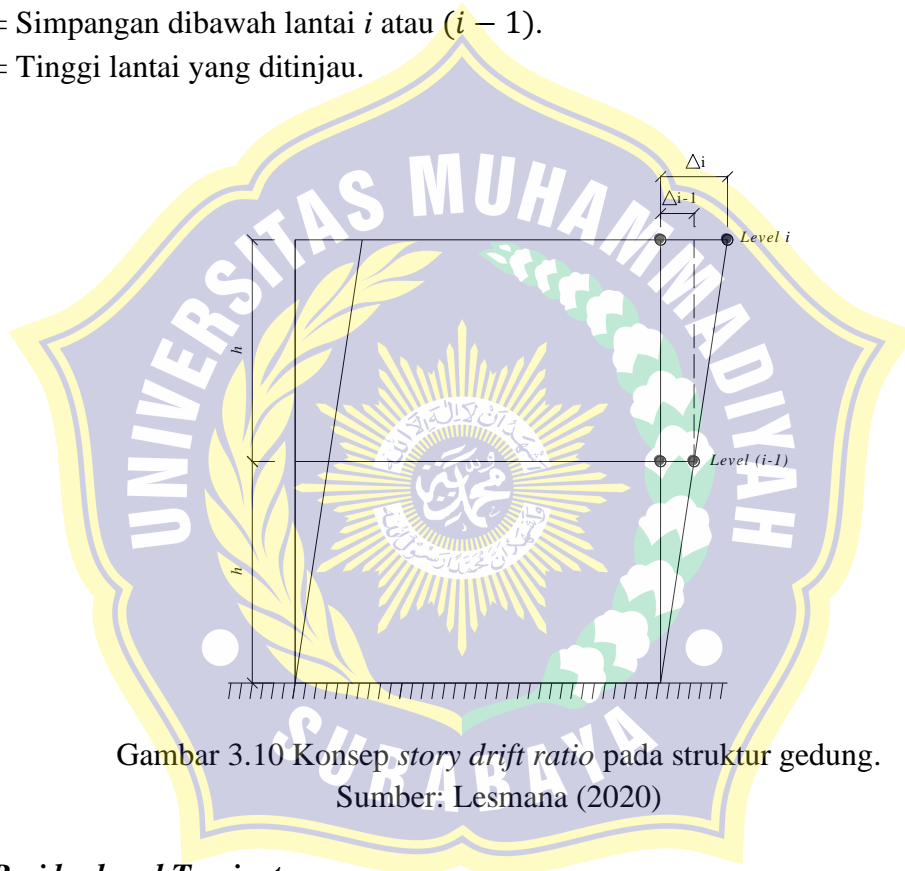 = Simpangan dibawah lantai i atau (i − 1).
= Tinggi lantai yang ditinjau.
△i
△i-1
Level i
h
Level (i-1)
h
UNIVERSITAS MUHAMMADIYAH
SURABAYA
Gambar 3.10 Konsep story drift ratio pada struktur gedung.
Sumber: Lesmana (2020)